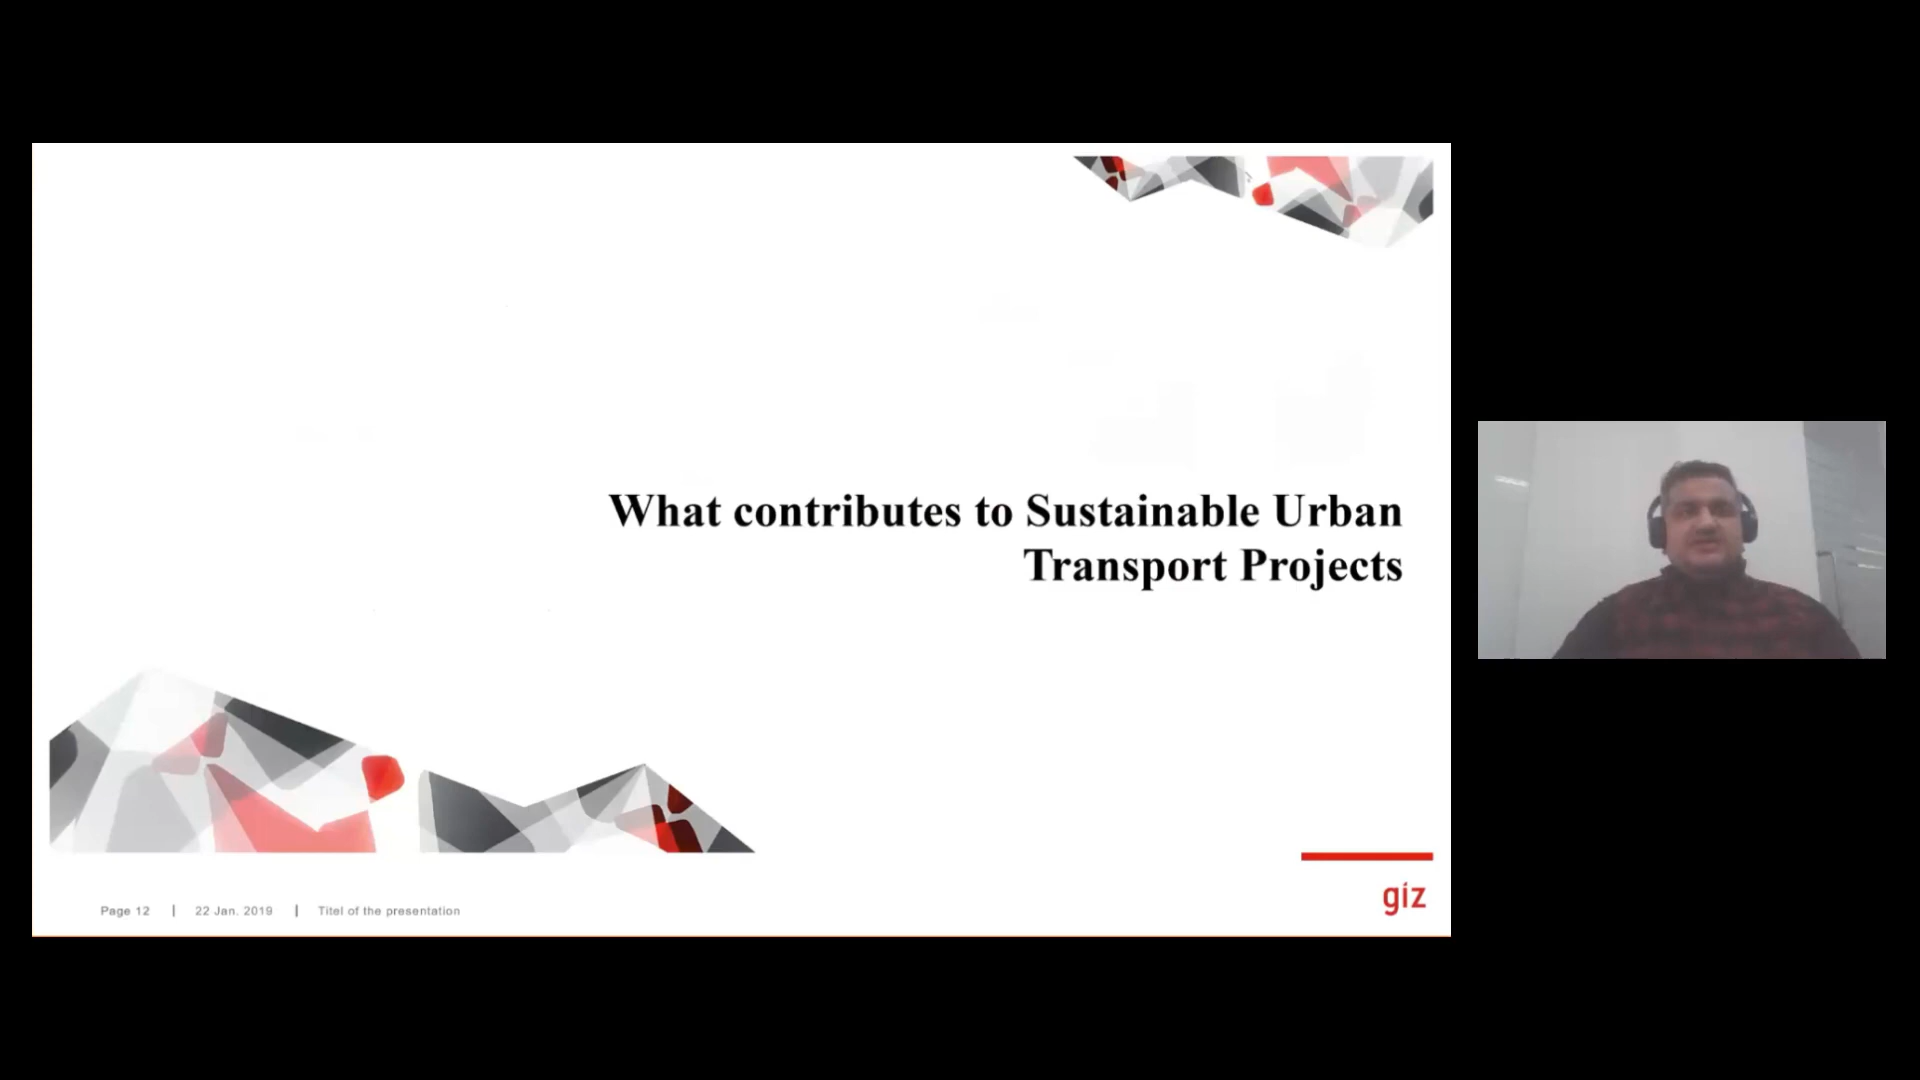 What contributes to Sustainable Urban
Transport Projects
Page 12 | 22 Jan. 2019 | Titel of the presentation
giz